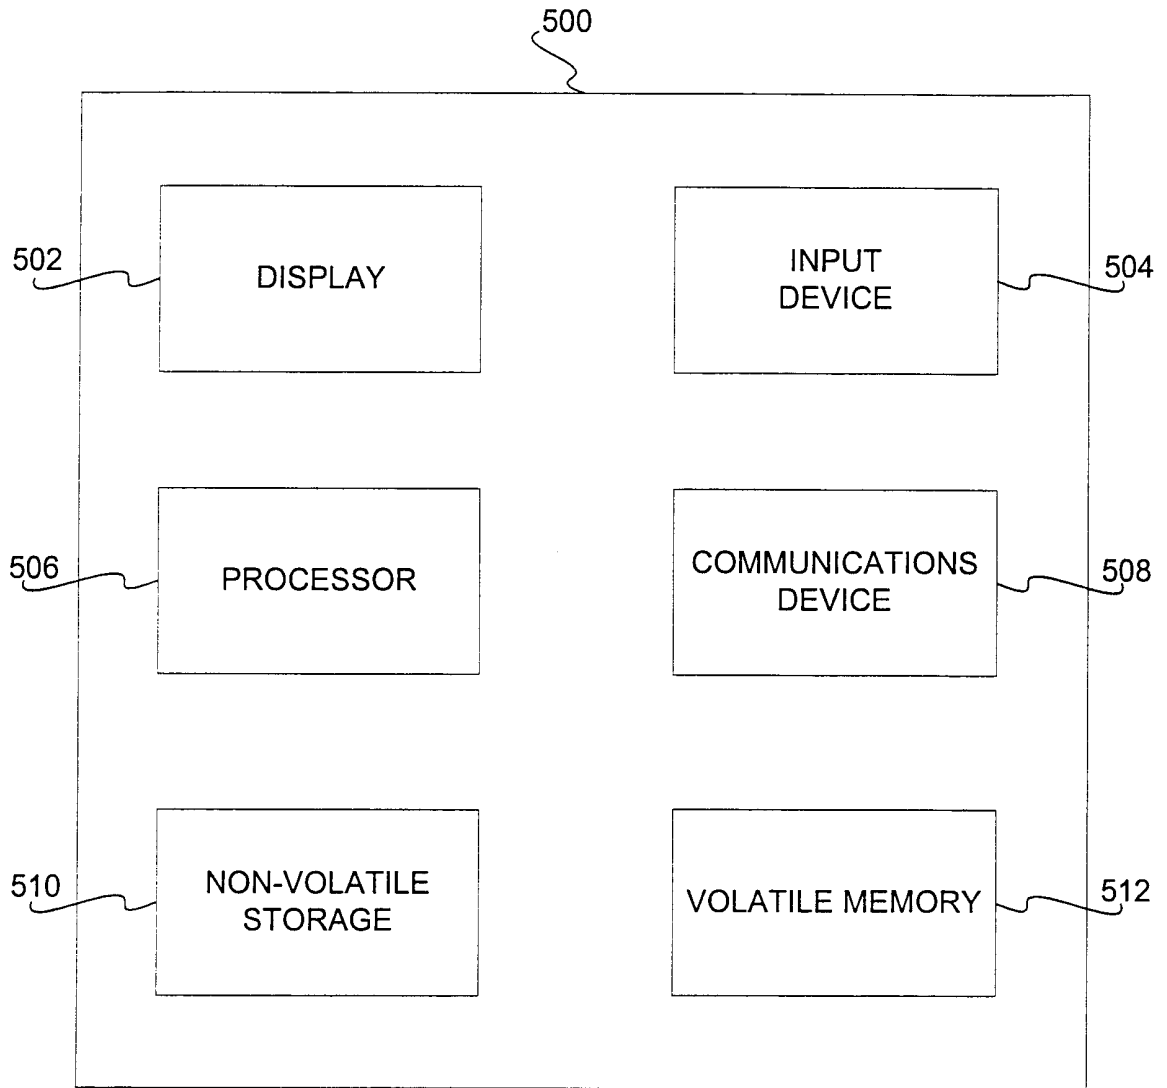 500
502
DISPLAY
INPUT
DEVICE
504
506
PROCESSOR
COMMUNICATIONS
DEVICE
508
510
NON-VOLATILE
STORAGE
VOLATILE MEMORY
512